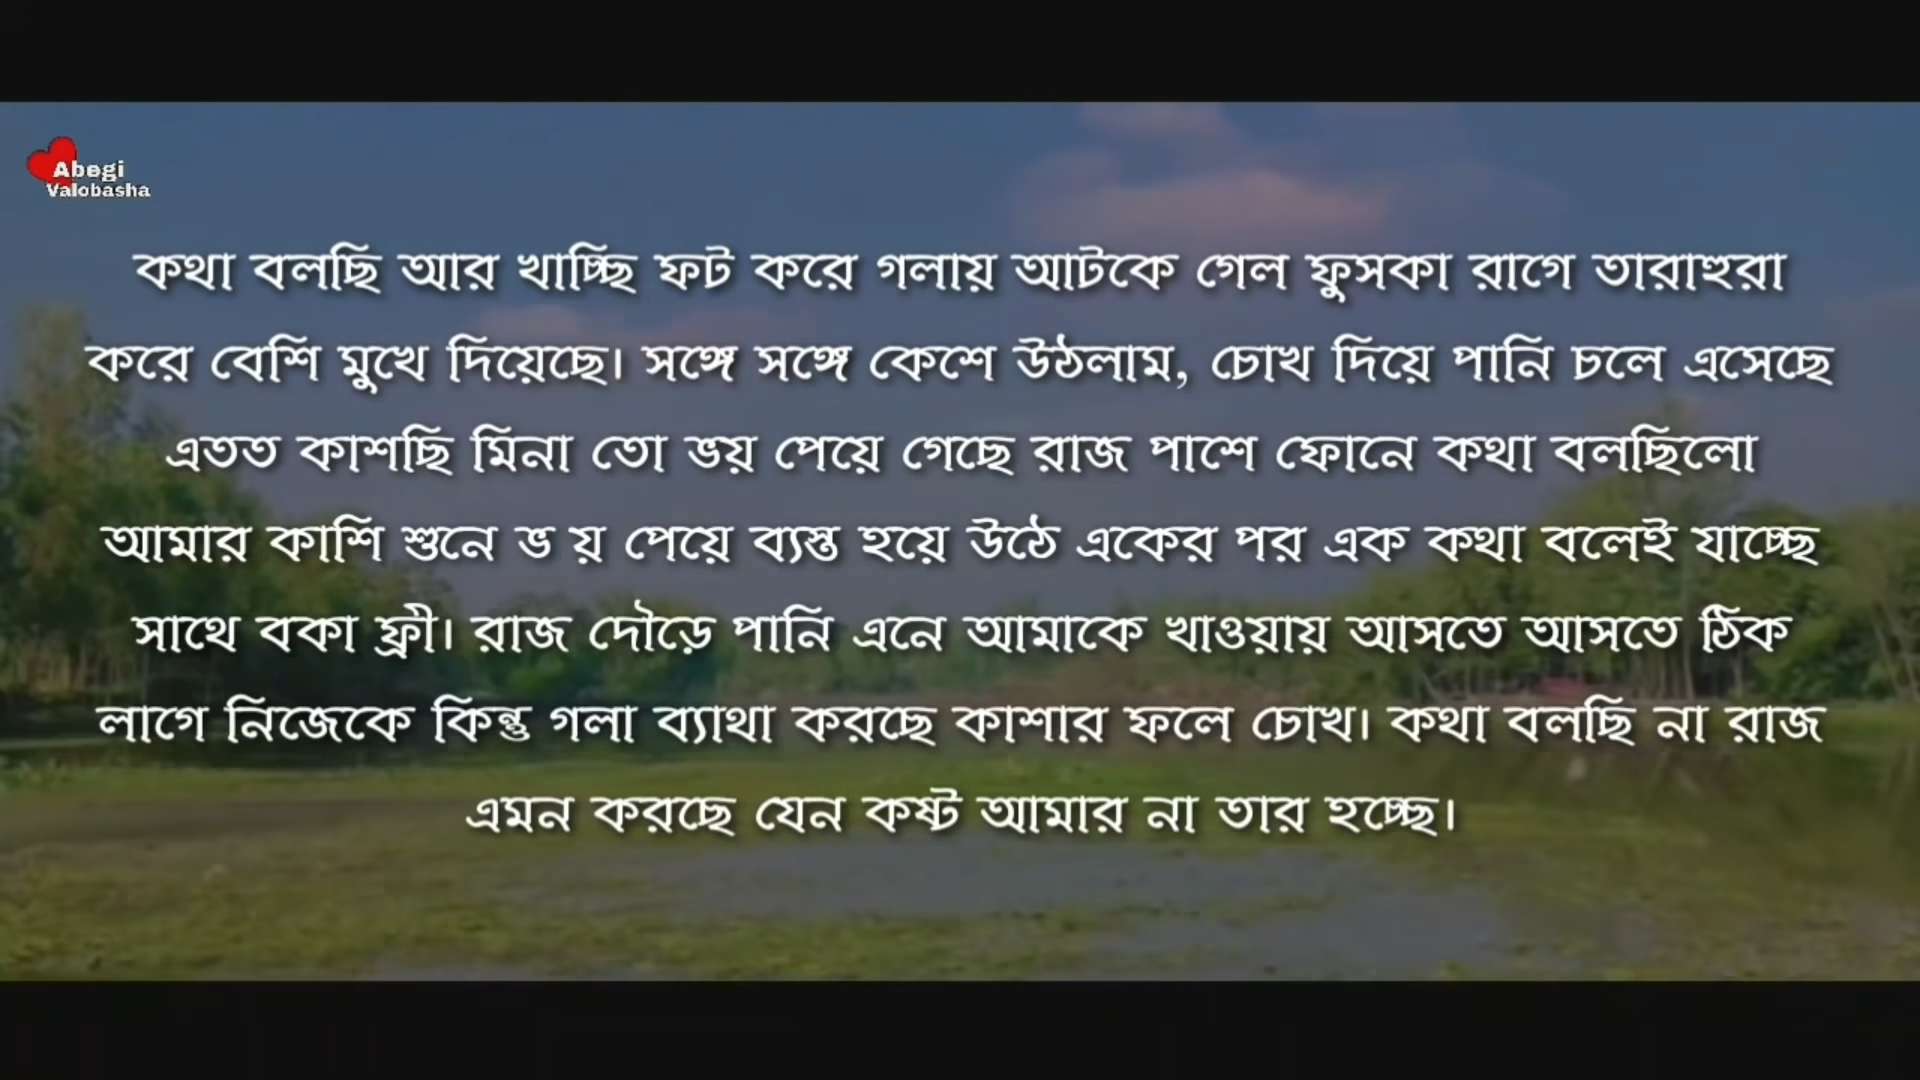 Abegi
Valobasha
কথা বলছি আর খাচ্ছি ফট করে গলায় আটকে গেল ফুসকা রাগে তারাহুরা
করে বেশি মুখে দিয়েছে। সঙ্গে সঙ্গে কেশে উঠলাম, চোখ দিয়ে পানি চলে এসেছে
এতত কাশছি মিনা তো ভয় পেয়ে গেছে রাজ পাশে ফোনে কথা বলছিলো
আমার কাশি শুনে ভ য় পেয়ে ব্যস্ত হয়ে উঠে একের পর এক কথা বলেই যাচ্ছে
সাথে বকা ফ্রী। রাজ দৌড়ে পানি এনে আমাকে খাওয়ায় আসতে আসতে ঠিক
লাগে নিজেকে কিন্তু গলা ব্যাথা করছে কাশার ফলে চোখ। কথা বলছি না রাজ
এমন করছে যেন কষ্ট আমার না তার হচ্ছে।